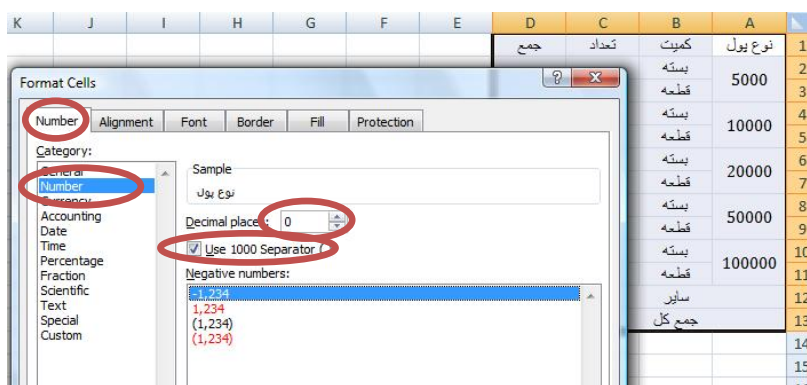 K J I H G F E D C B A
نوع پول کمیت تعداد جمع 1
Format Cells
Number Alignment Font Border Fill Protection
Category:
General
Number
Currency
Accounting
Date
Time
Percentage
Fraction
Scientific
Text
Special
Custom
Sample
نوع پول
Decimal places: 0
Use 1000 Separator (
Negative numbers:
-1,234
1,234
(1,234)
(1,234)
بسته 2
5000
قطعه 3
بسته 4
10000
قطعه 5
بسته 6
20000
قطعه 7
بسته 8
50000
قطعه 9
بسته 10
100000
قطعه 11
سایر 12
جمع کل 13
14
15